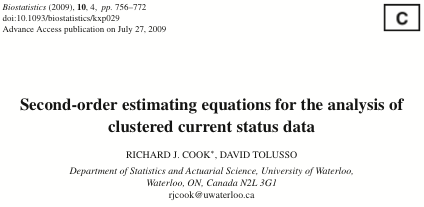 Biostatistics (2009), 10, 4, pp. 756–772
doi:10.1093/biostatistics/kxp029
Advance Access publication on July 27, 2009
C
Second-order estimating equations for the analysis of
clustered current status data
RICHARD J. COOK*, DAVID TOLUSSO
Department of Statistics and Actuarial Science, University of Waterloo,
Waterloo, ON, Canada N2L 3G1
rjcook@uwaterloo.ca